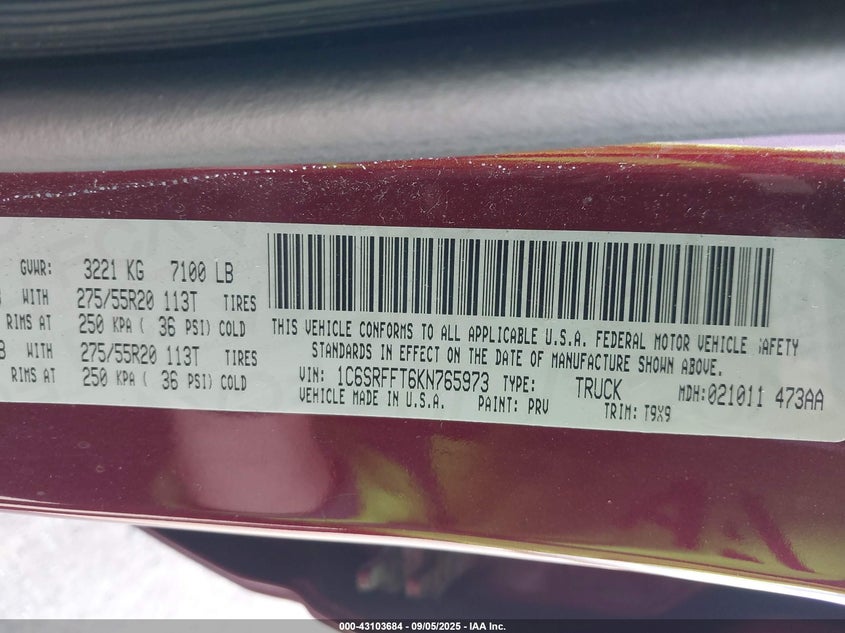 GVWR: 3221 KG 7100 LB
WITH 275/55R20 113T TIRES
RIMS AT 250 KPA ( 36 PSI) COLD
WITH 275/55R20 113T TIRES
RIMS AT 250 KPA ( 36 PSI) COLD
THIS VEHICLE CONFORMS TO ALL APPLICABLE U.S.A. FEDERAL MOTOR VEHICLE SAFETY
STANDARDS IN EFFECT ON THE DATE OF MANUFACTURE SHOWN ABOVE.
VIN: 1C6SRFFT6KN765973 TYPE: TRUCK MDH:021011 473AA
VEHICLE MADE IN U.S.A. PAINT: PRV TRIM: T9X9
000-43103684 - 09/05/2025 - IAA Inc.